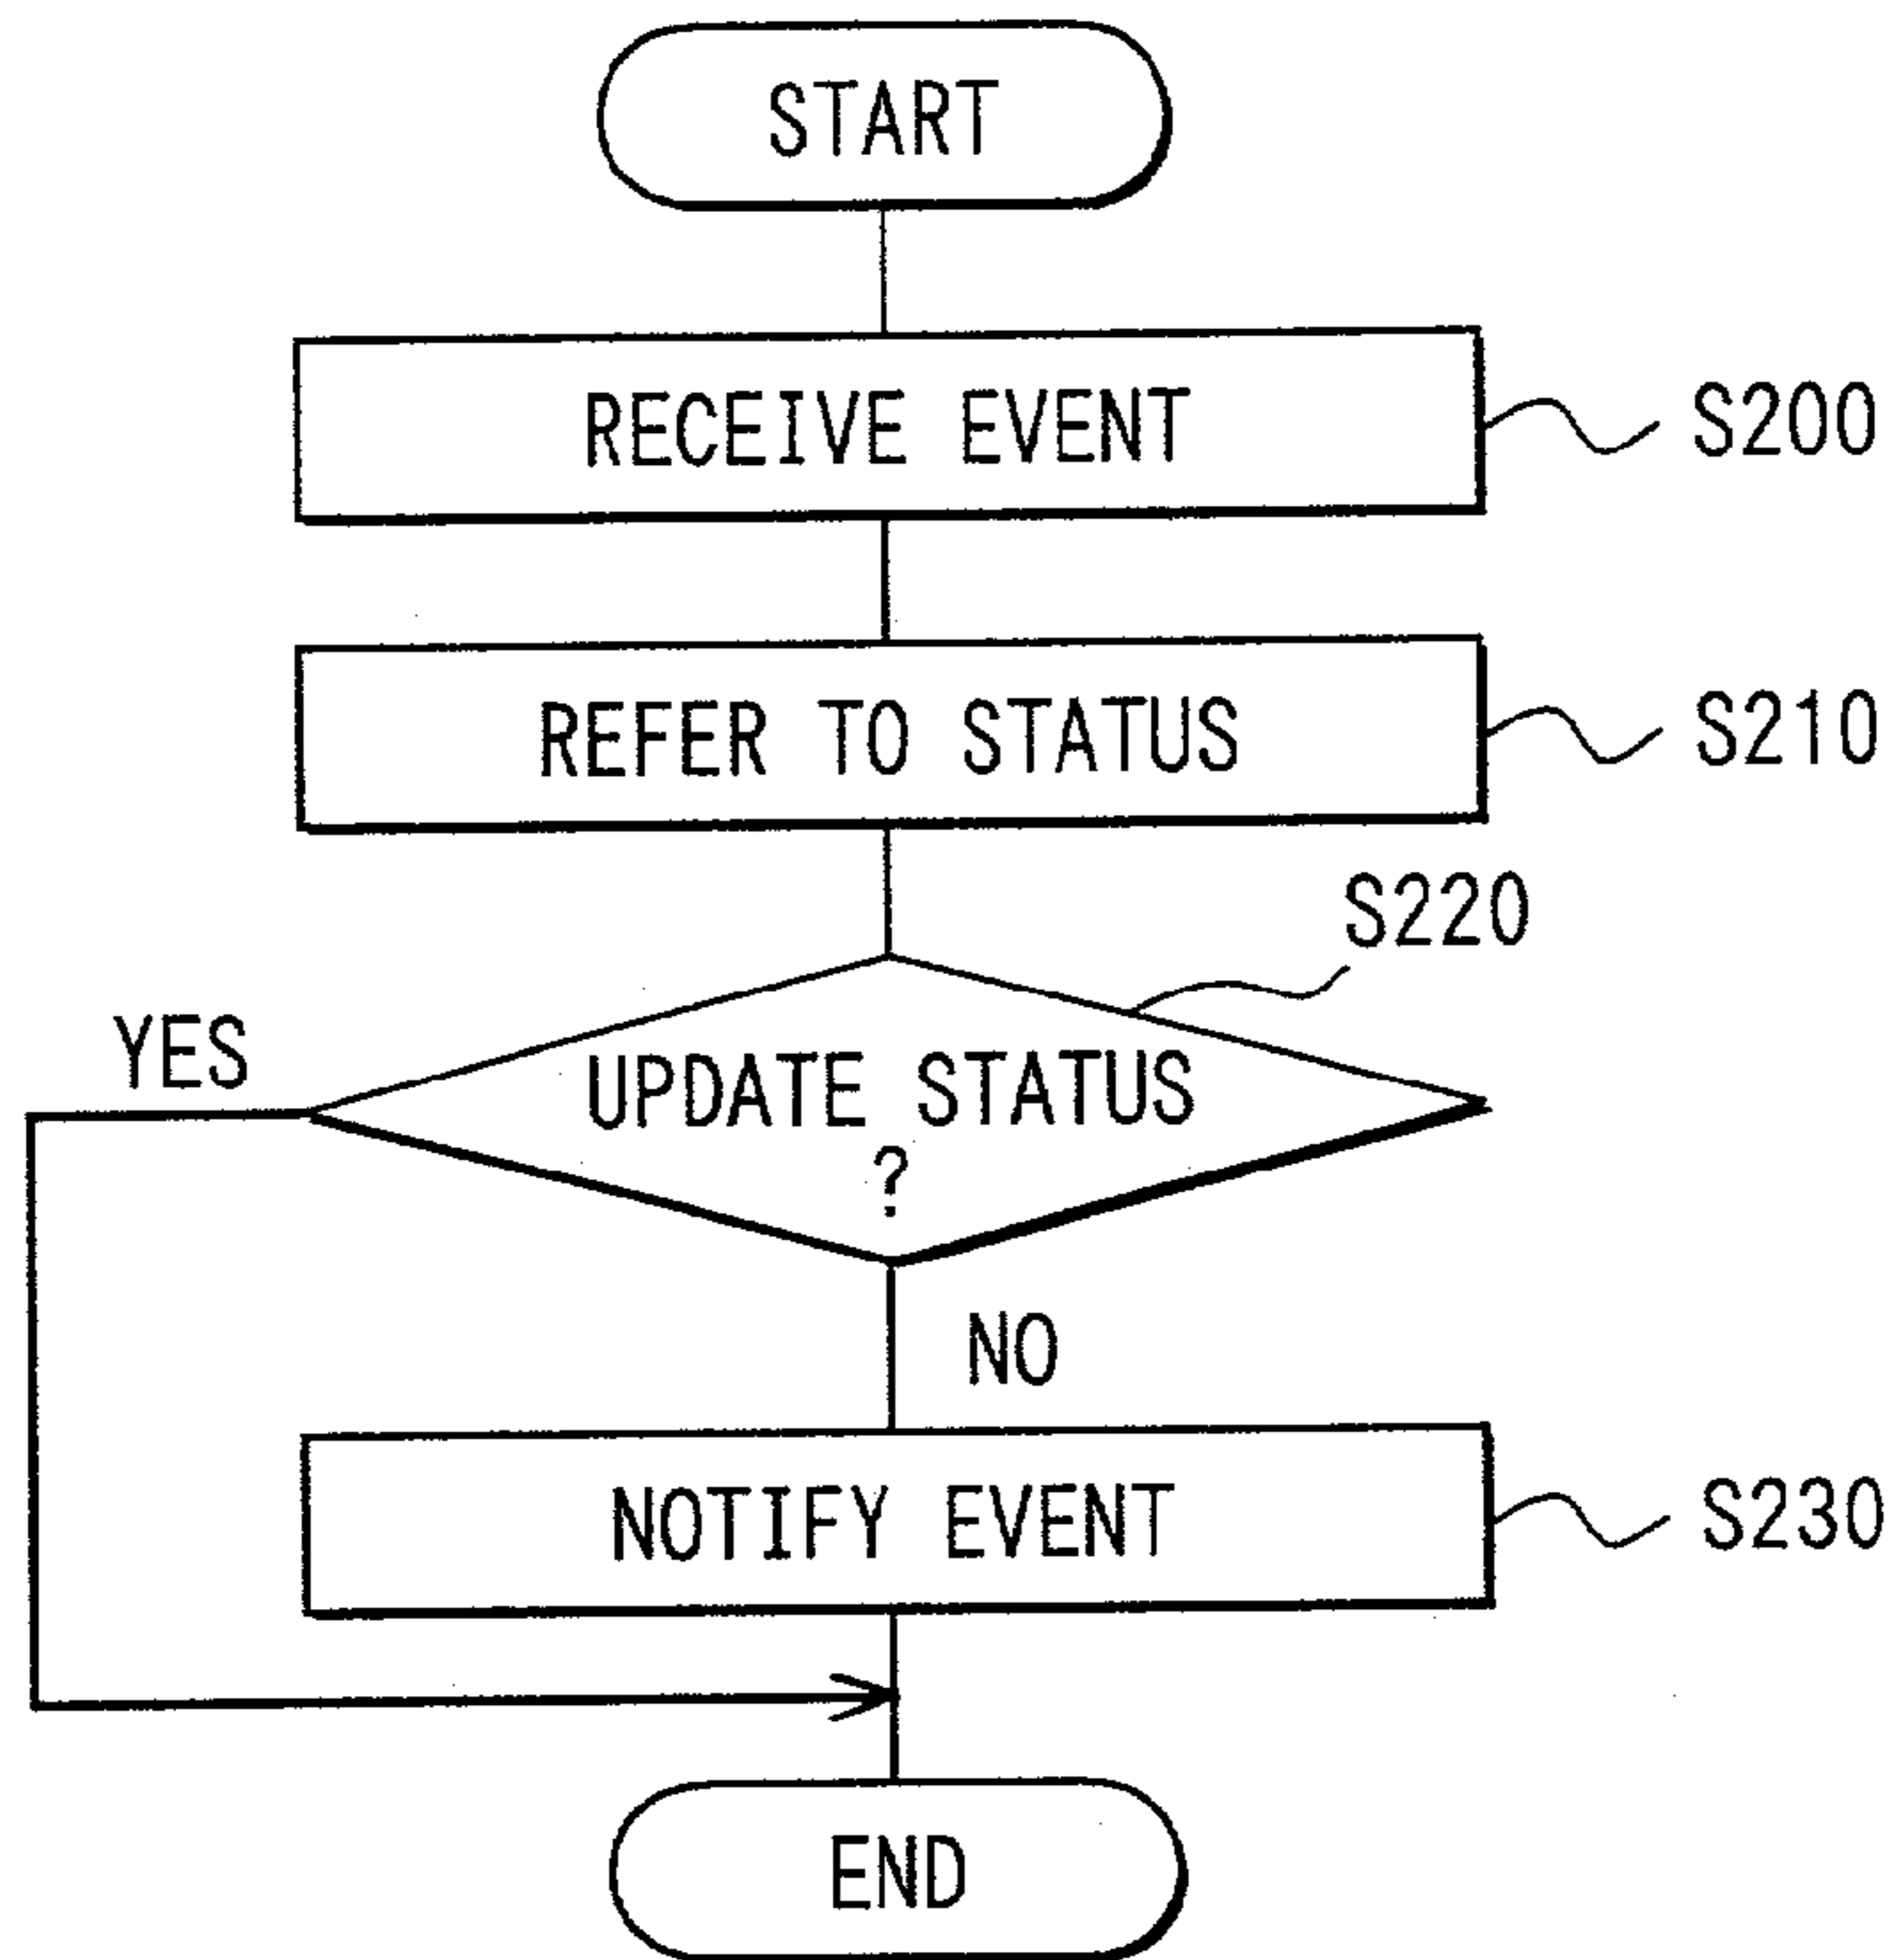 START
RECEIVE EVENT
S200
REFER TO STATUS
S210
S220
YES
UPDATE STATUS
?
NO
NOTIFY EVENT
S230
END